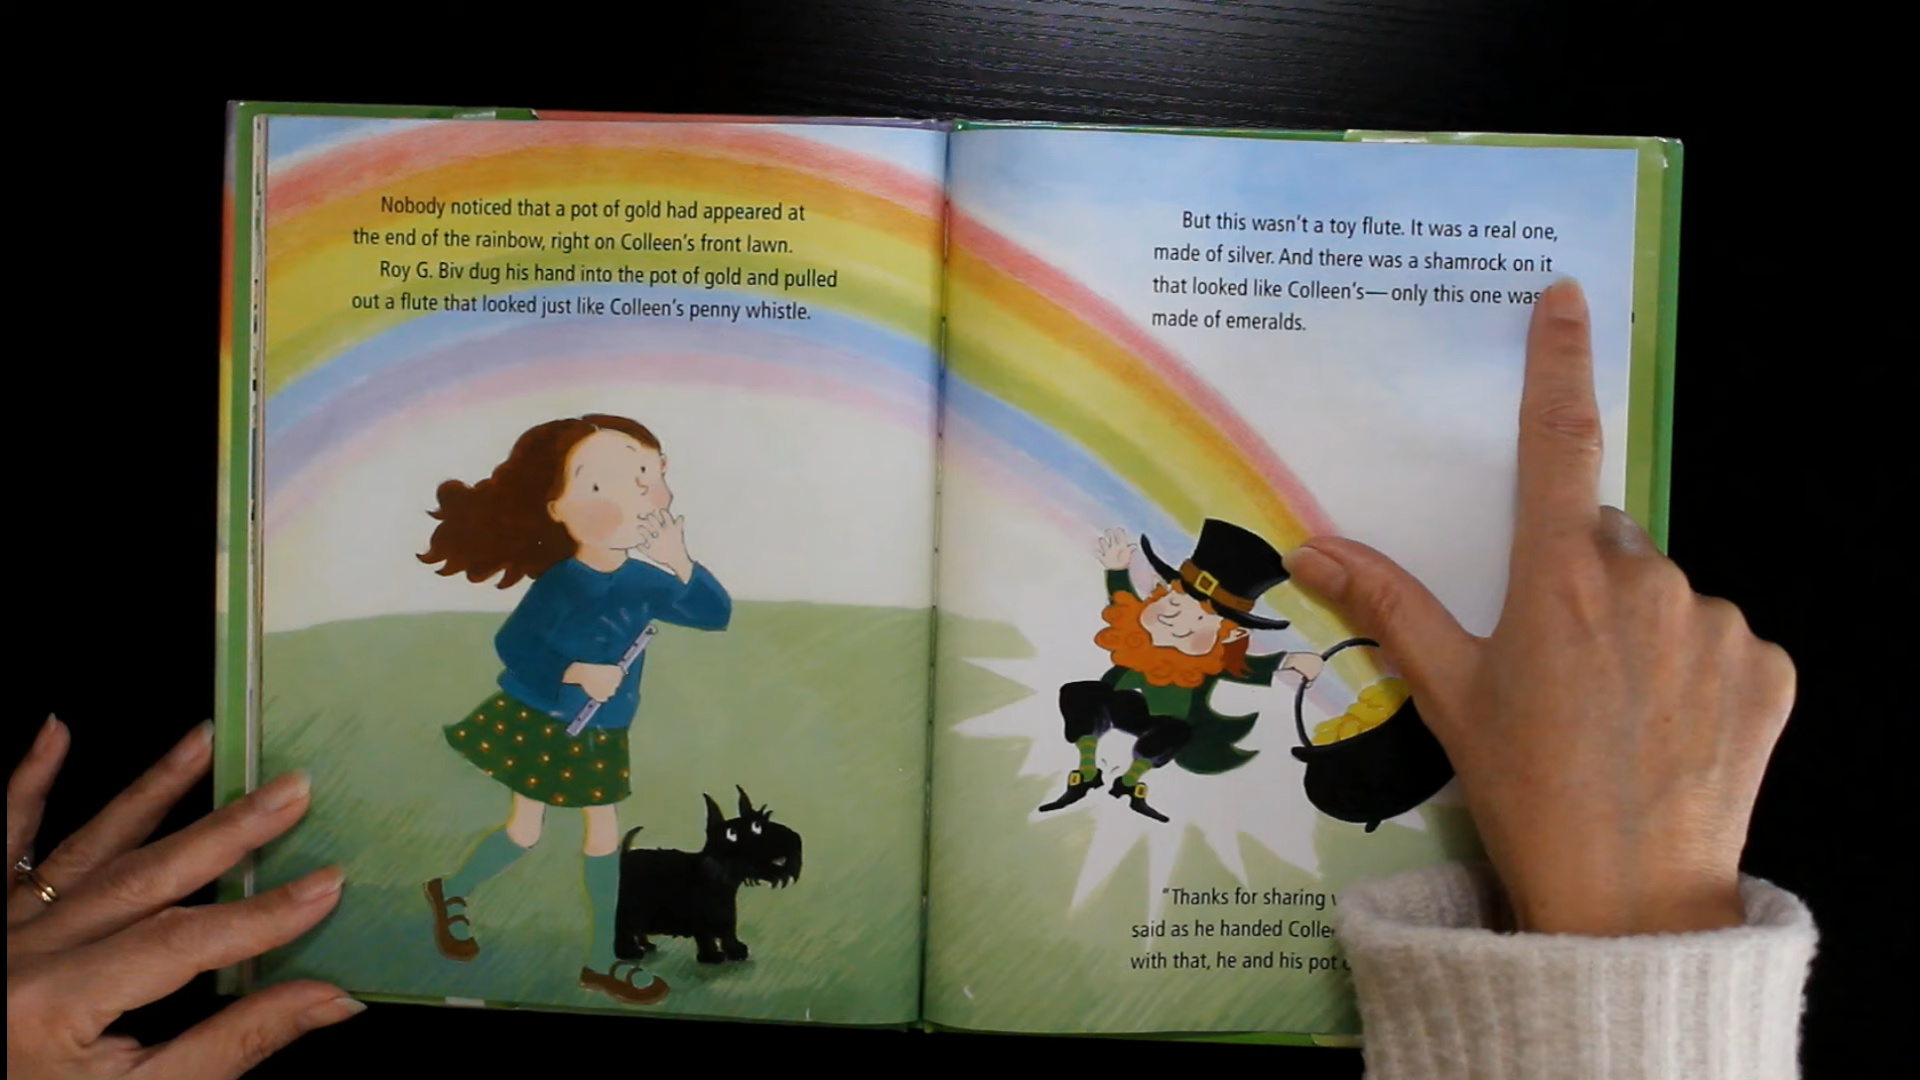 Nobody noticed that a pot of gold had appeared at
the end of the rainbow, right on Colleen's front lawn.
Roy G. Biv dug his hand into the pot of gold and pulled
out a flute that looked just like Colleen's penny whistle.
But this wasn't a toy flute. It was a real one,
made of silver. And there was a shamrock on it
that looked like Colleen's—only this one was
made of emeralds.
"Thanks for sharing
said as he handed
with that, he and his pot